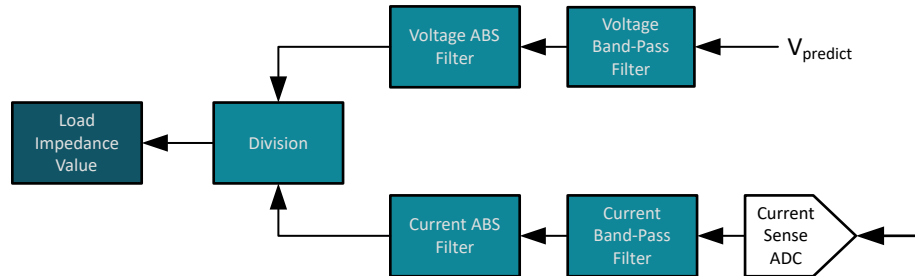 Voltage ABS
Filter
Voltage
Band-Pass
Filter
Vpredict
Load
Impedance
Value
Division
Current ABS
Filter
Current
Band-Pass
Filter
Current
Sense
ADC